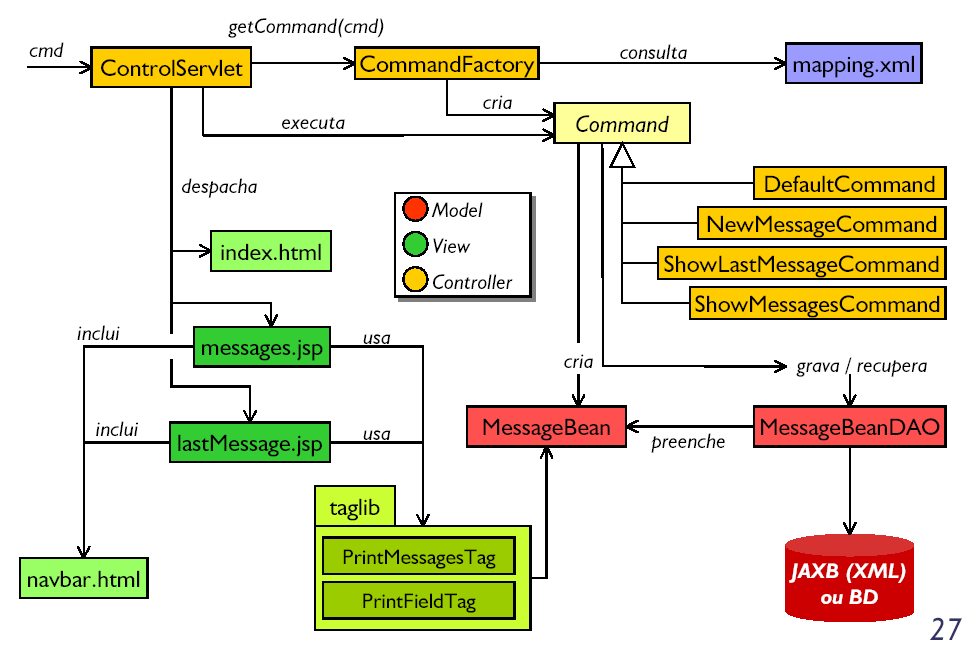 getCommand(cmd)
cmd
ControlServlet
CommandFactory
consulta
mapping.xml
cria
executa
Command
despacha
DefaultCommand
Model
NewMessageCommand
View
index.html
ShowLastMessageCommand
Controller
ShowMessagesCommand
inclui
messages.jsp
usa
cria
grava / recupera
inclui
lastMessage.jsp
usa
MessageBean
preenche
MessageBeanDAO
taglib
PrintMessagesTag
PrintFieldTag
navbar.html
JAXB (XML)
ou BD
27